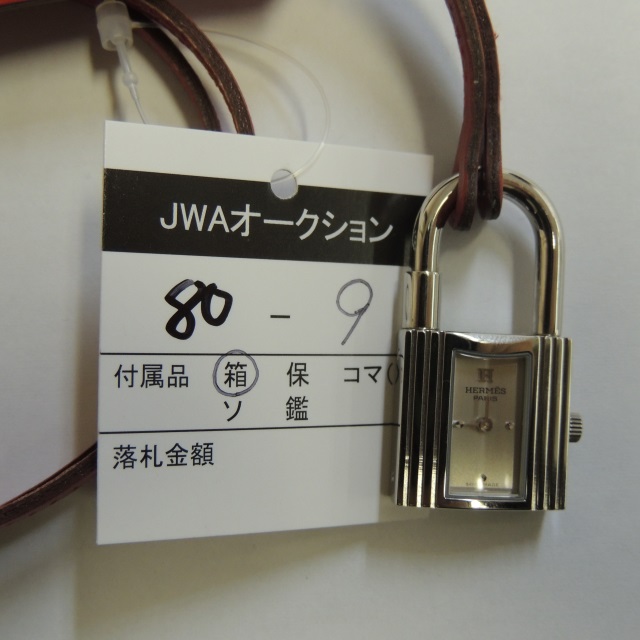 JWAオークション
80 - 9
付属品 箱 保 コマ(
ソ 鑑
落札金額
HERMÈS
PARIS